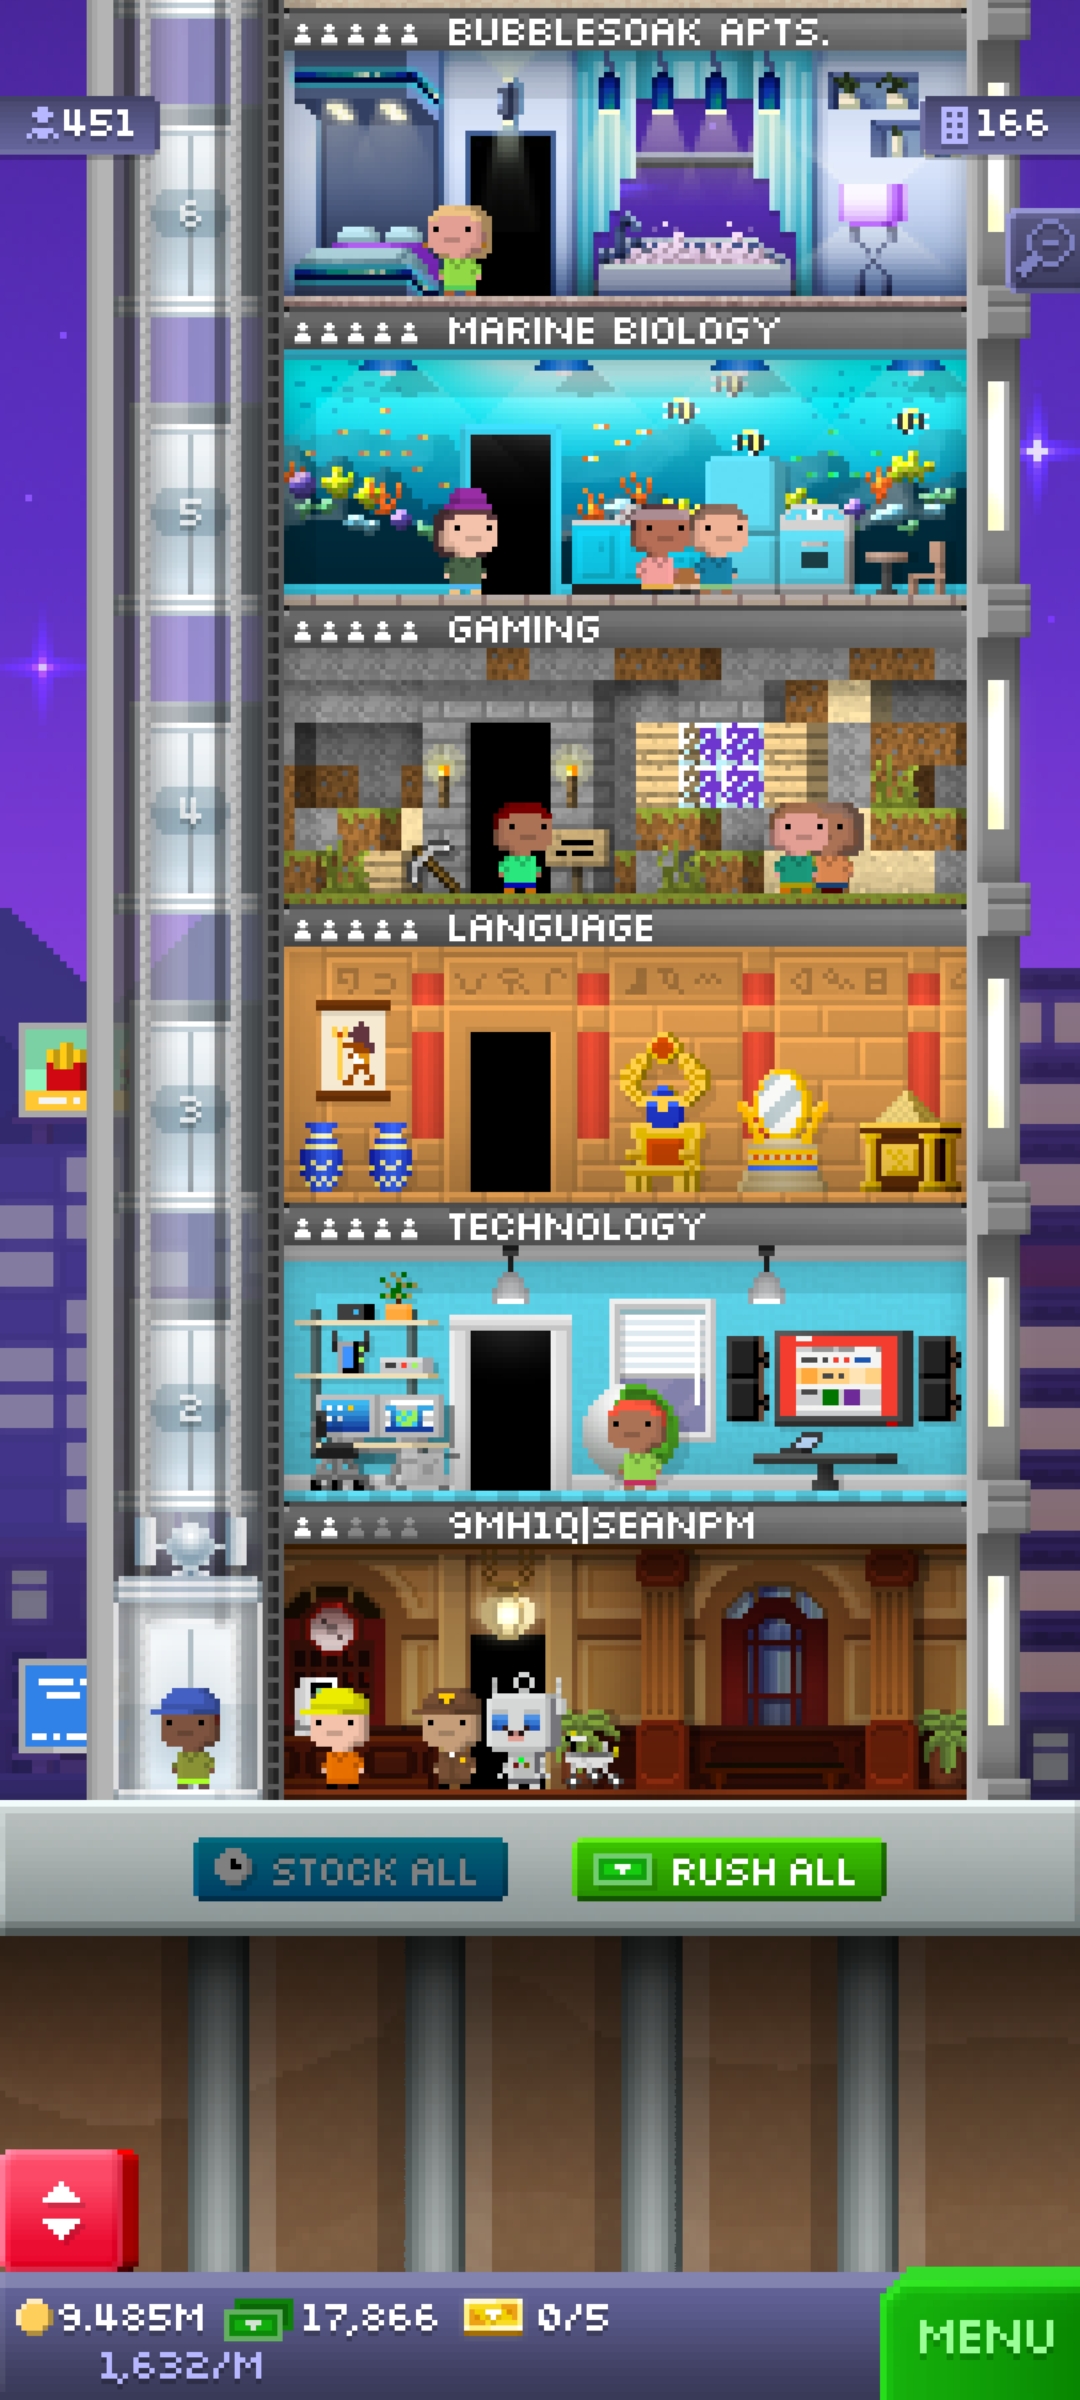 BUBBLESOAK APTS.
451
166
6
MARINE BIOLOGY
5
GAMING
4
LANGUAGE
3
TECHNOLOGY
2
9MH1Q|SEANPM
STOCK ALL
RUSH ALL
9.485M
17,866
0/5
1,632/M
MENU